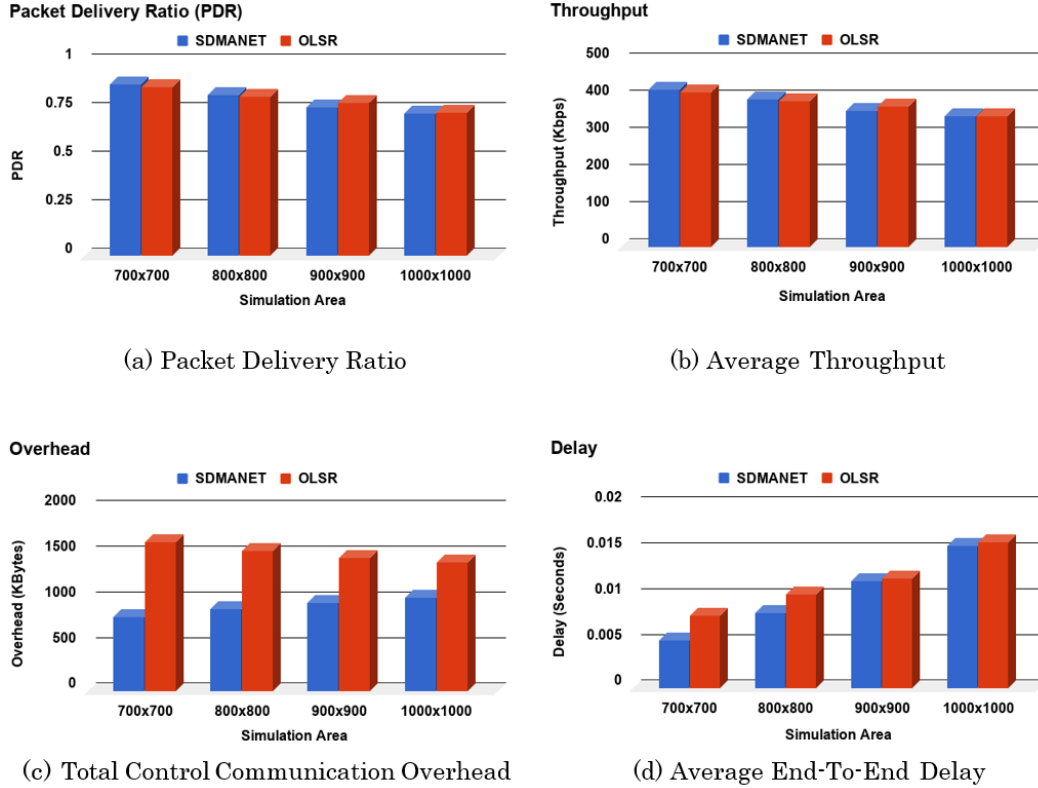 Packet Delivery Ratio (PDR)
SDMANET OLSR
1
0.75
0.5
0.25
0
PDR
700x700 800x800 900x900 1000x1000
Simulation Area
(a) Packet Delivery Ratio
Throughput
SDMANET OLSR
500
400
300
200
100
0
Throughput (Kbps)
700x700 800x800 900x900 1000x1000
Simulation Area
(b) Average Throughput
Overhead
SDMANET OLSR
2000
1500
1000
500
0
Overhead (KBytes)
700x700 800x800 900x900 1000x1000
Simulation Area
(c) Total Control Communication Overhead
Delay
SDMANET OLSR
0.02
0.015
0.01
0.005
0
Delay (Seconds)
700x700 800x800 900x900 1000x1000
Simulation Area
(d) Average End-To-End Delay